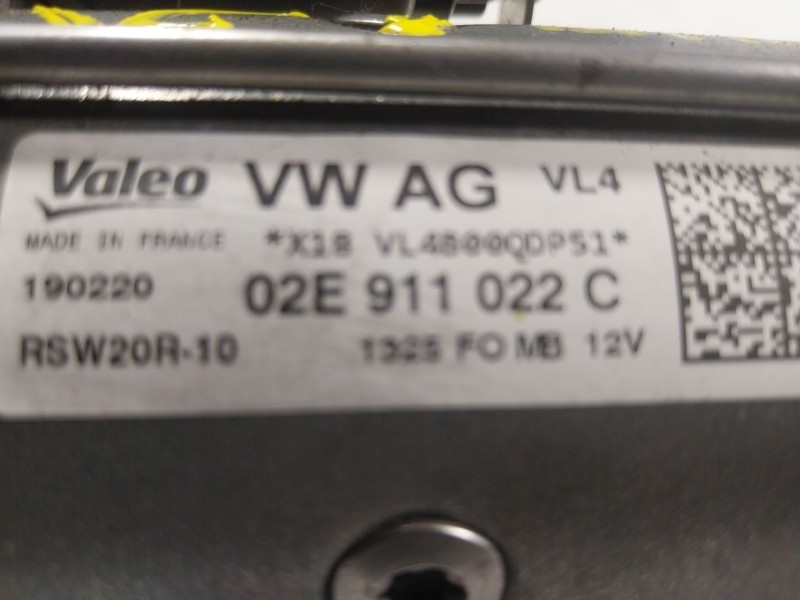 Valeo VW AG VL4
MADE IN FRANCE *X18 VL4800QDP51*
190220 02E 911 022 C
RSW20R-10 1325 FO MB 12V